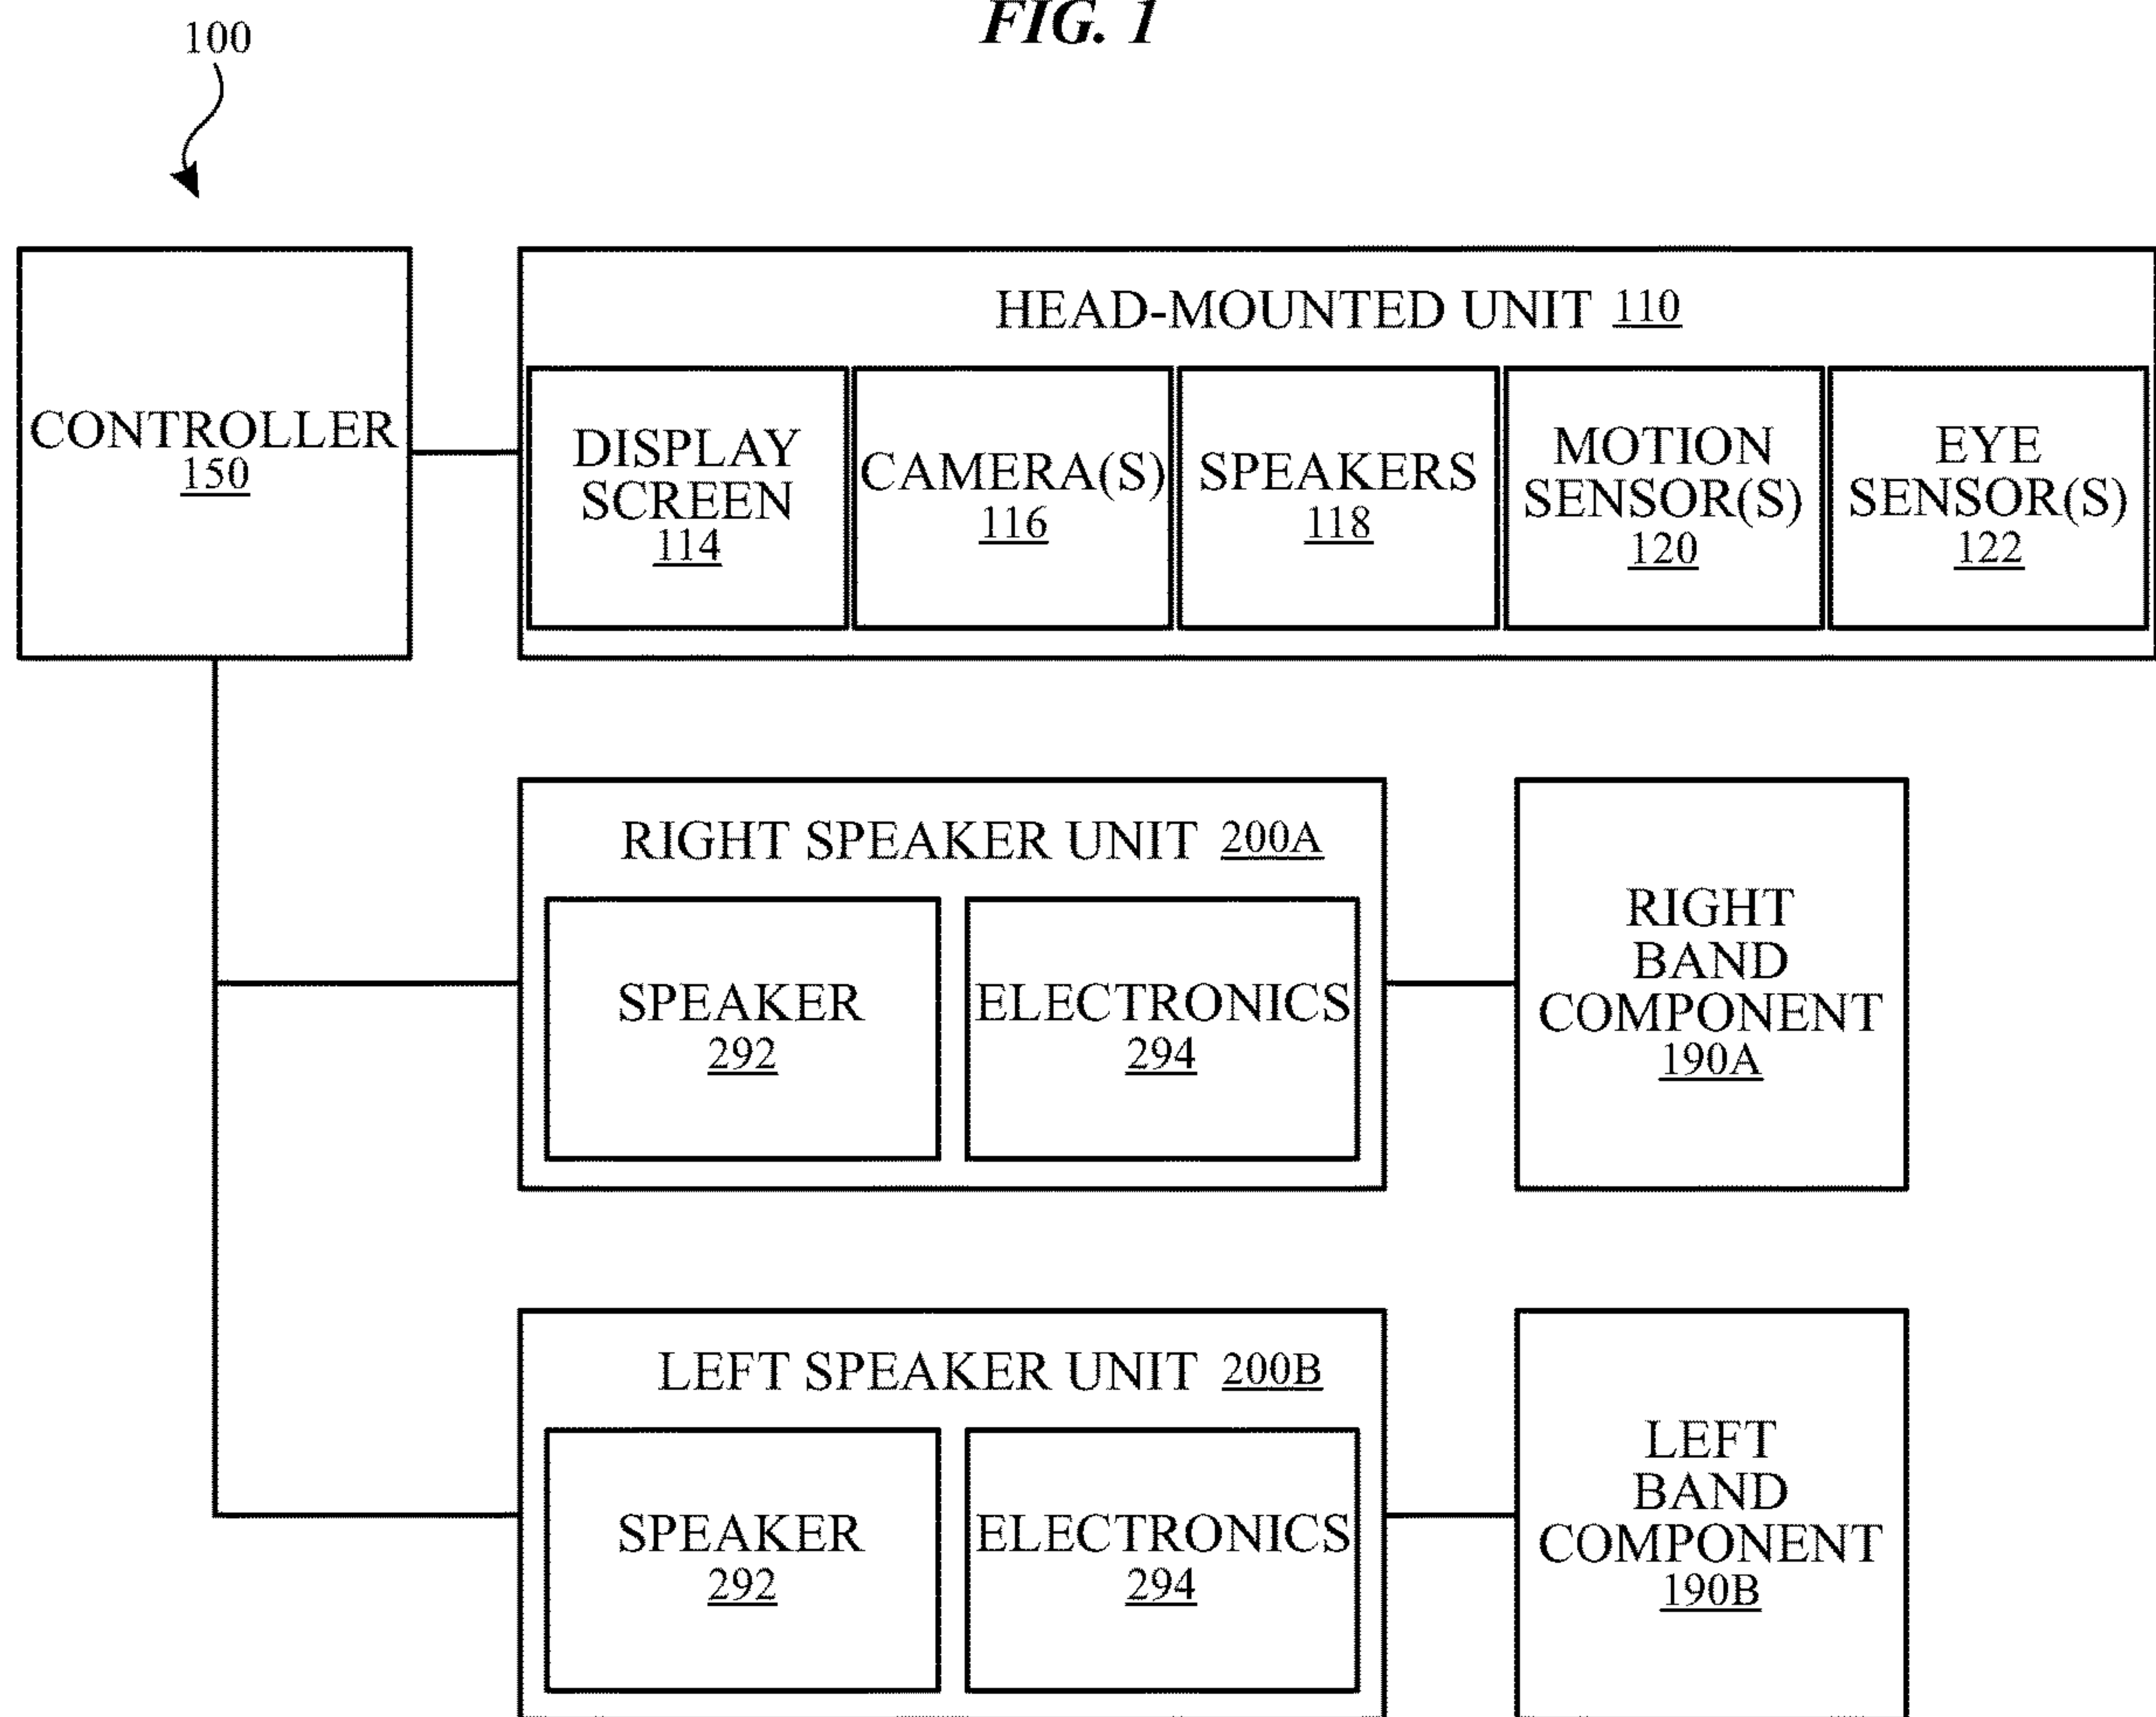 FIG. 1
100
CONTROLLER
150
HEAD-MOUNTED UNIT 110
DISPLAY
SCREEN
114
CAMERA(S)
116
SPEAKERS
118
MOTION
SENSOR(S)
120
EYE
SENSOR(S)
122
RIGHT SPEAKER UNIT 200A
SPEAKER
292
ELECTRONICS
294
RIGHT
BAND
COMPONENT
190A
LEFT SPEAKER UNIT 200B
SPEAKER
292
ELECTRONICS
294
LEFT
BAND
COMPONENT
190B